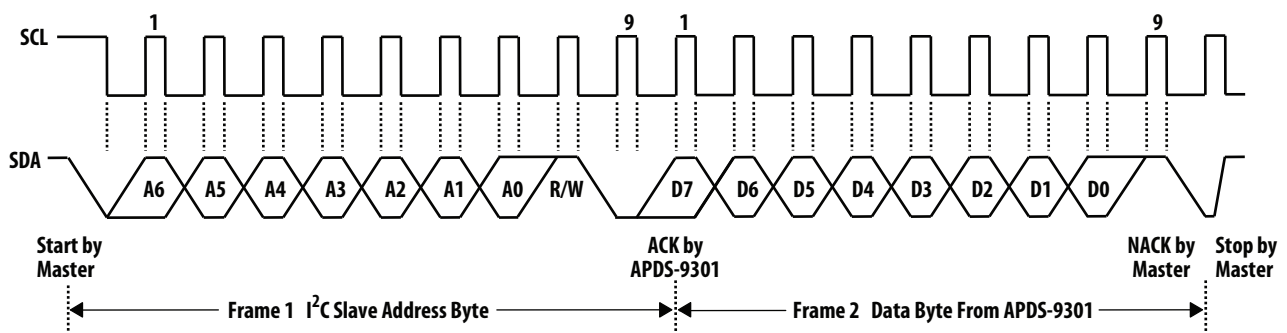 1 9 1 9
SCL
SDA A6 A5 A4 A3 A2 A1 A0 R/W D7 D6 D5 D4 D3 D2 D1 D0
Start by Master
ACK by APDS-9301
NACK by Master
Stop by Master
Frame 1 I²C Slave Address Byte
Frame 2 Data Byte From APDS-9301